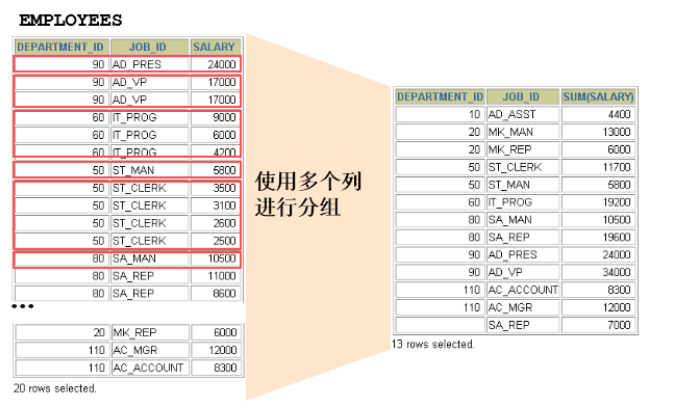 EMPLOYEES
DEPARTMENT_ID JOB_ID SALARY
90 AD_PRES 24000
90 AD_VP 17000
90 AD_VP 17000
60 IT_PROG 9000
60 IT_PROG 6000
60 IT_PROG 4200
50 ST_MAN 5800
50 ST_CLERK 3500
50 ST_CLERK 3100
50 ST_CLERK 2600
50 ST_CLERK 2500
80 SA_MAN 10500
80 SA_REP 11000
80 SA_REP 8600
•••
20 MK_REP 6000
110 AC_MGR 12000
110 AC_ACCOUNT 8300
20 rows selected.
使用多个列
进行分组
DEPARTMENT_ID JOB_ID SUM(SALARY)
10 AD_ASST 4400
20 MK_MAN 13000
20 MK_REP 6000
50 ST_CLERK 11700
50 ST_MAN 5800
60 IT_PROG 19200
80 SA_MAN 10500
80 SA_REP 19600
90 AD_PRES 24000
90 AD_VP 34000
110 AC_ACCOUNT 8300
110 AC_MGR 12000
SA_REP 7000
13 rows selected.